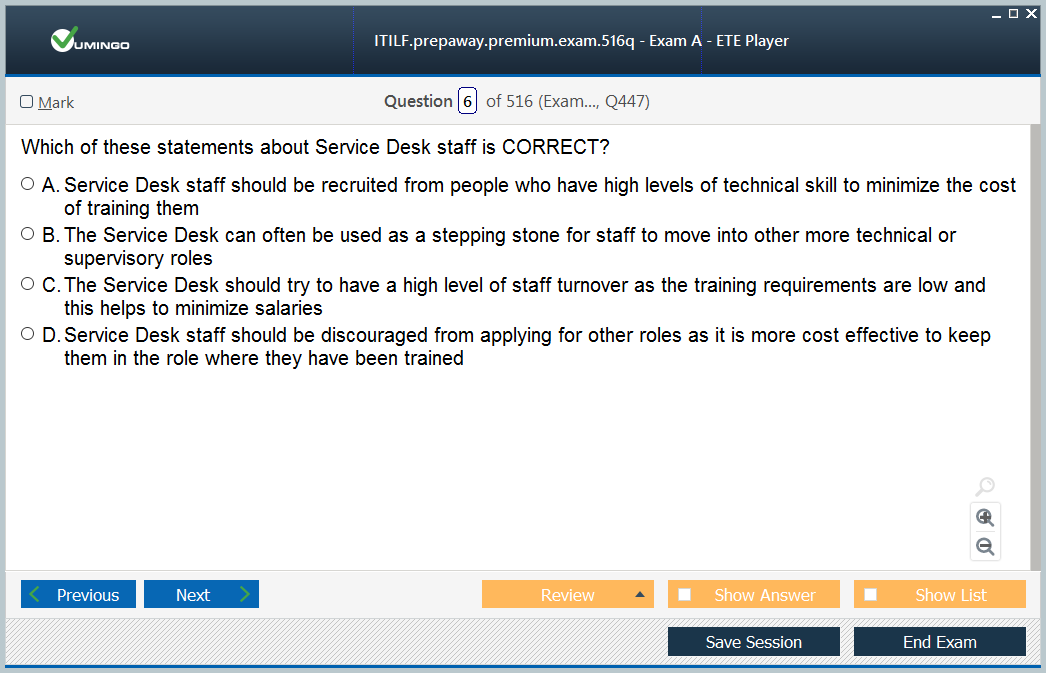 VUMINGO
ITILF.prepaway.premium.exam.516q - Exam A - ETE Player
Mark
Question 6 of 516 (Exam..., Q447)
Which of these statements about Service Desk staff is CORRECT?
A. Service Desk staff should be recruited from people who have high levels of technical skill to minimize the cost
of training them
B. The Service Desk can often be used as a stepping stone for staff to move into other more technical or
supervisory roles
C. The Service Desk should try to have a high level of staff turnover as the training requirements are low and
this helps to minimize salaries
D. Service Desk staff should be discouraged from applying for other roles as it is more cost effective to keep
them in the role where they have been trained
Previous Next Review Show Answer Show List
Save Session End Exam